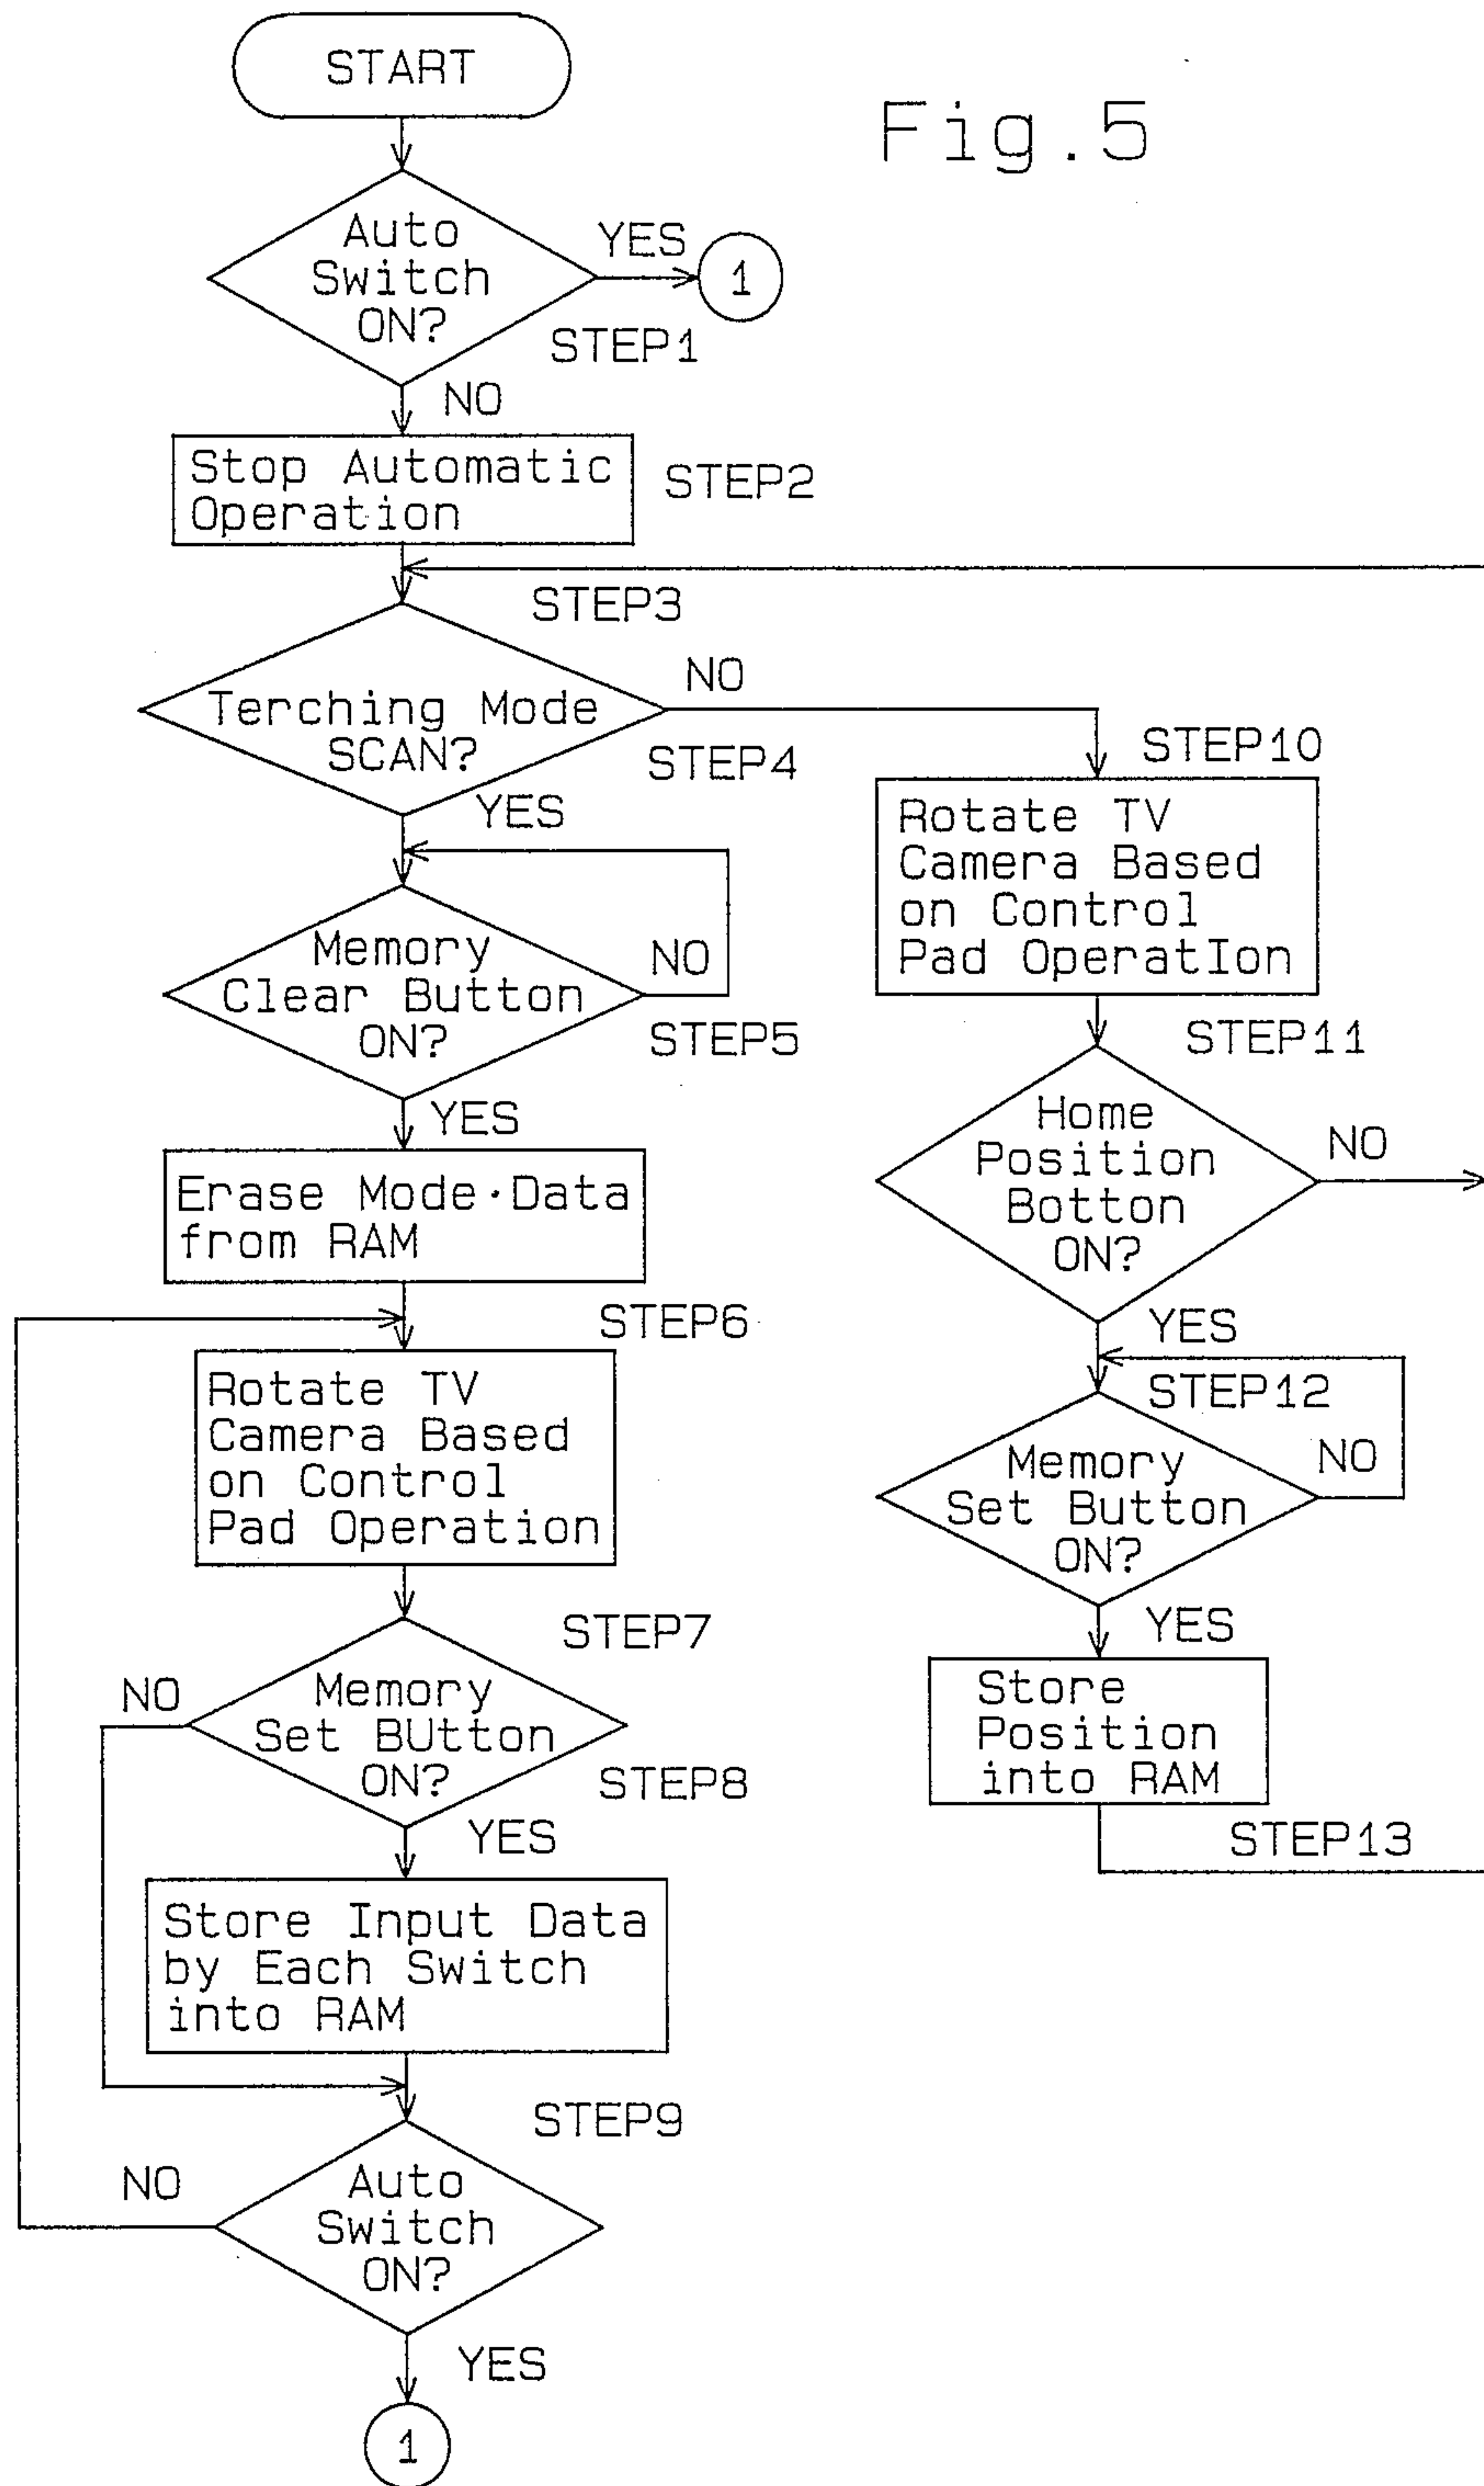 START
Fig.5
Auto
Switch
ON?
YES
1
STEP1
NO
Stop Automatic
Operation
STEP2
STEP3
Terching Mode
SCAN?
NO
STEP4
YES
Memory
Clear Button
ON?
NO
STEP5
YES
Erase Mode·Data
from RAM
STEP6
Rotate TV
Camera Based
on Control
Pad Operation
STEP7
NO
Memory
Set BUtton
ON?
STEP8
YES
Store Input Data
by Each Switch
into RAM
STEP9
NO
Auto
Switch
ON?
YES
1
STEP10
Rotate TV
Camera Based
on Control
Pad OperatIon
STEP11
Home
Position
Botton
ON?
NO
YES
STEP12
Memory
Set Button
ON?
NO
YES
Store
Position
into RAM
STEP13